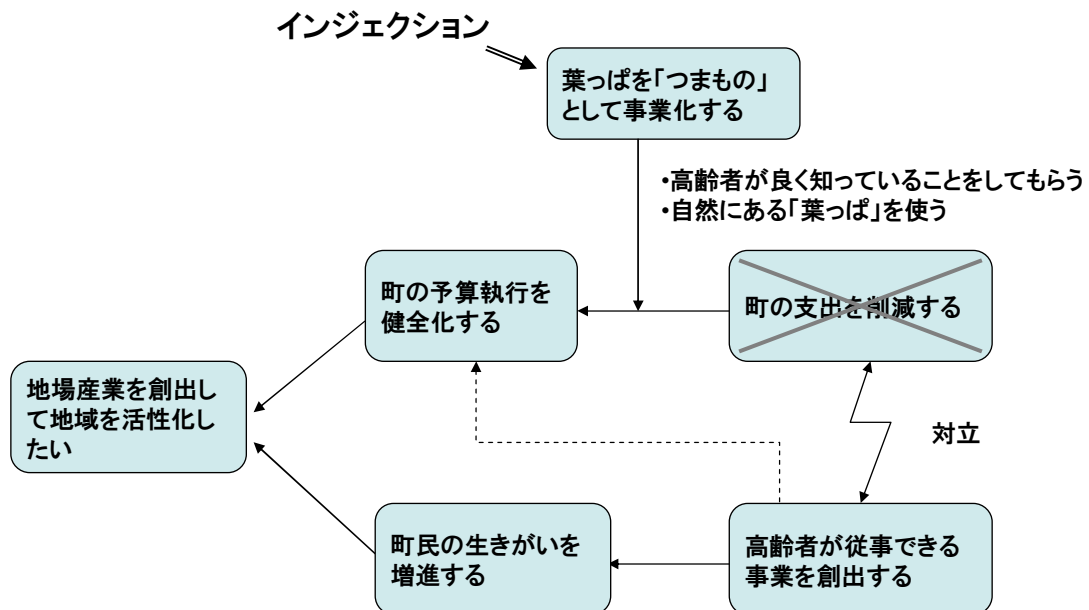 インジェクション
葉っぱを「つまもの」
として事業化する
・高齢者が良く知っていることをしてもらう
・自然にある「葉っぱ」を使う
町の予算執行を
健全化する
町の支出を削減する
地場産業を創出し
て地域を活性化し
たい
対立
町民の生きがいを
増進する
高齢者が従事できる
事業を創出する